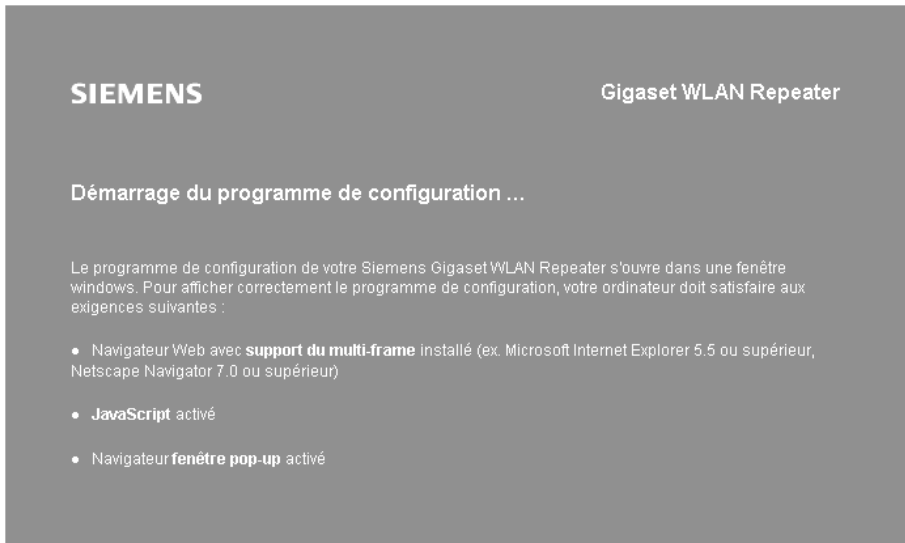 SIEMENS
Gigaset WLAN Repeater
Démarrage du programme de configuration ...
Le programme de configuration de votre Siemens Gigaset WLAN Repeater s'ouvre dans une fenêtre
windows. Pour afficher correctement le programme de configuration, votre ordinateur doit satisfaire aux
exigences suivantes :
● Navigateur Web avec support du multi-frame installé (ex. Microsoft Internet Explorer 5.5 ou supérieur,
Netscape Navigator 7.0 ou supérieur)
● JavaScript activé
● Navigateur fenêtre pop-up activé